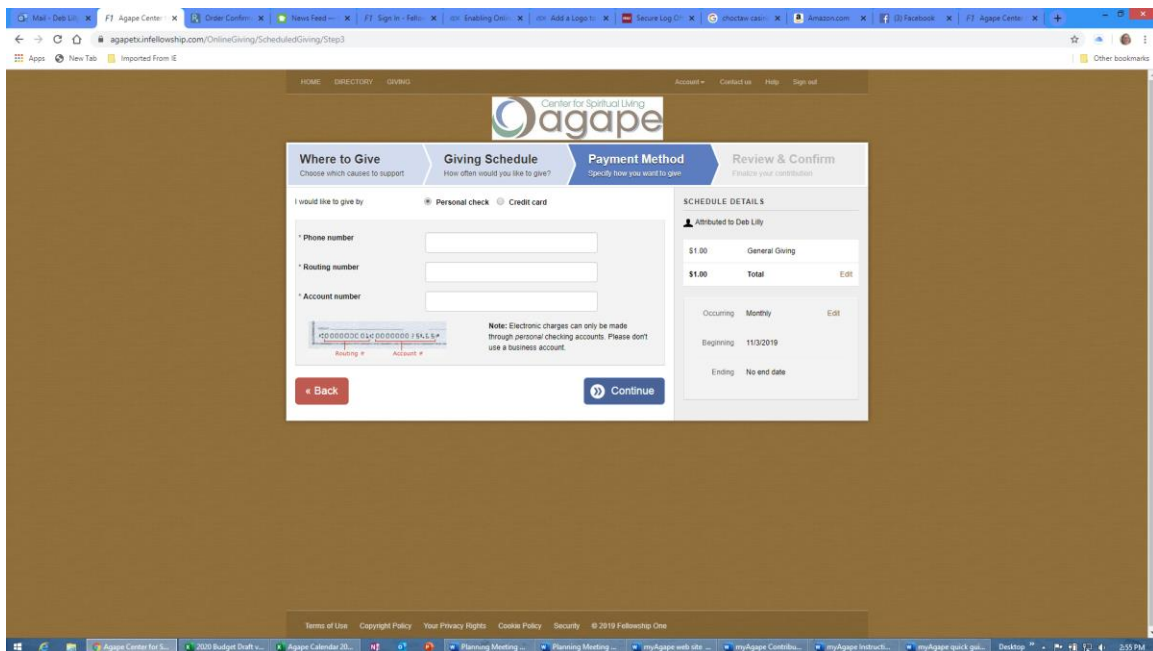 Mail - Deb Lil
Agape Center
Order Confirm
News Feed
Sign In - Fello
Enabling Onlin
Add a Logo to
Secure Log
choctaw casin
Amazon.com
(3) Facebook
Agape Center
agapetx.infellowship.com/OnlineGiving/ScheduledGiving/Step3
Apps New Tab Imported From IE Other bookmarks
HOME DIRECTORY GIVING Account Contact us Help Sign out
Center for Spiritual Living
agape
Where to Give Giving Schedule Payment Method Review & Confirm
Choose which causes to support How often would you like to give? Specify how you want to give Finalize your contribution
I would like to give by Personal check Credit card
* Phone number
* Routing number
* Account number
Routing # Account #
Note: Electronic charges can only be made
through personal checking accounts. Please don't
use a business account.
« Back Continue
SCHEDULE DETAILS
Attributed to Deb Lilly
$1.00 General Giving
$1.00 Total Edit
Occurring Monthly Edit
Beginning 11/3/2019
Ending No end date
Terms of Use Copyright Policy Your Privacy Rights Cookie Policy Security © 2019 Fellowship One
Agape Center for S... 2020 Budget Draft v... Agape Calendar 20... Planning Meeting ... Planning Meeting ... myAgape web site ... myAgape Contribu... myAgape Instructi... myAgape quick gui... Desktop 2:55 PM